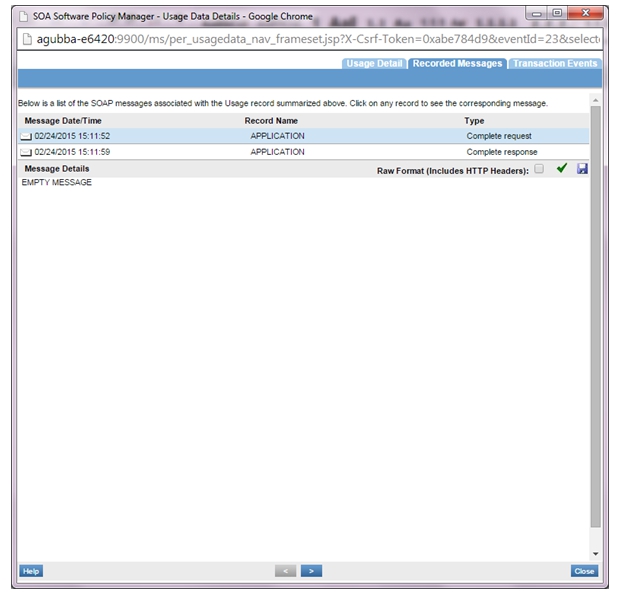 SOA Software Policy Manager - Usage Data Details - Google Chrome
agubba-e6420:9900/ms/per_usagedata_nav_frameset.jsp?X-Csrf-Token=0xabe784d9&eventId=23&selecte
Usage Detail Recorded Messages Transaction Events
Below is a list of the SOAP messages associated with the Usage record summarized above. Click on any record to see the corresponding message.
Message Date/Time Record Name Type
02/24/2015 15:11:52 APPLICATION Complete request
02/24/2015 15:11:59 APPLICATION Complete response
Message Details Raw Format (Includes HTTP Headers):
EMPTY MESSAGE
Help < > Close